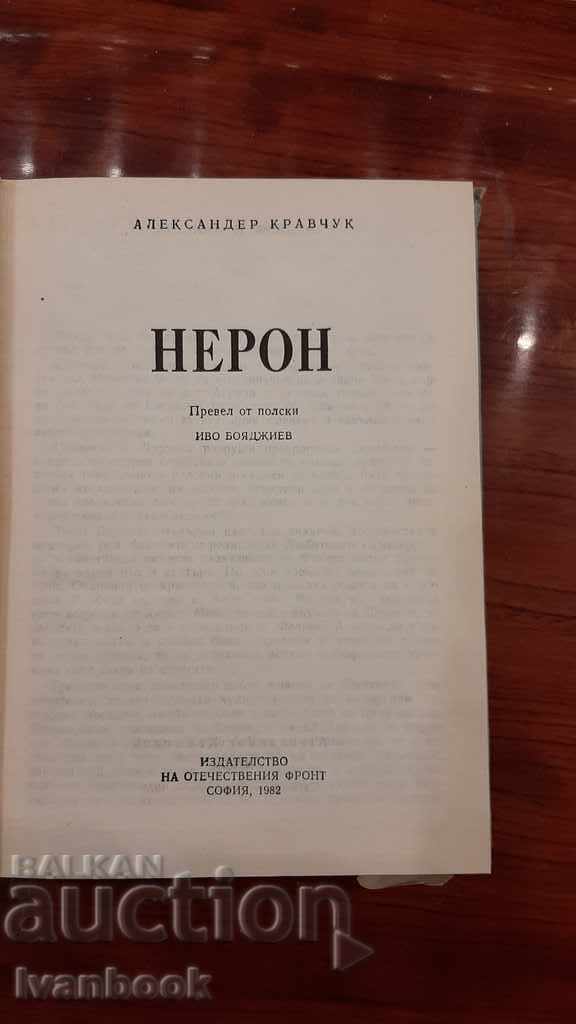 АЛЕКСАНДЕР КРАВЧУК
НЕРОН
Превел от полски
ИВО БОЯДЖИЕВ
ИЗДАТЕЛСТВО
НА ОТЕЧЕСТВЕНИЯ ФРОНТ
СОФИЯ, 1982
BALKAN
auction
Ivanbook